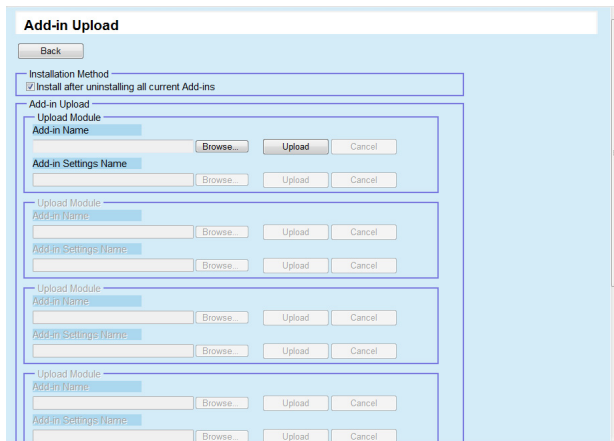 Add-in Upload
Back
Installation Method
Install after uninstalling all current Add-ins
Add-in Upload
Upload Module
Add-in Name
Browse... Upload Cancel
Add-in Settings Name
Browse... Upload Cancel
Upload Module
Add-in Name
Browse... Upload Cancel
Add-in Settings Name
Browse... Upload Cancel
Upload Module
Add-in Name
Browse... Upload Cancel
Add-in Settings Name
Browse... Upload Cancel
Upload Module
Add-in Name
Browse... Upload Cancel
Add-in Settings Name
Browse... Upload Cancel